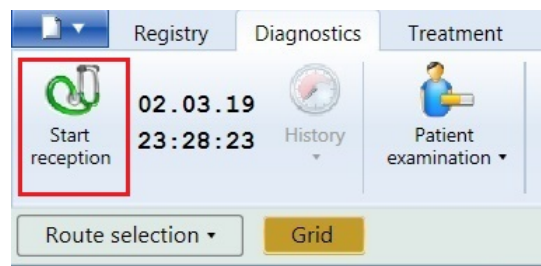 Registry Diagnostics Treatment
Start
reception
02.03.19
23:28:23
History
Patient
examination
Route selection
Grid